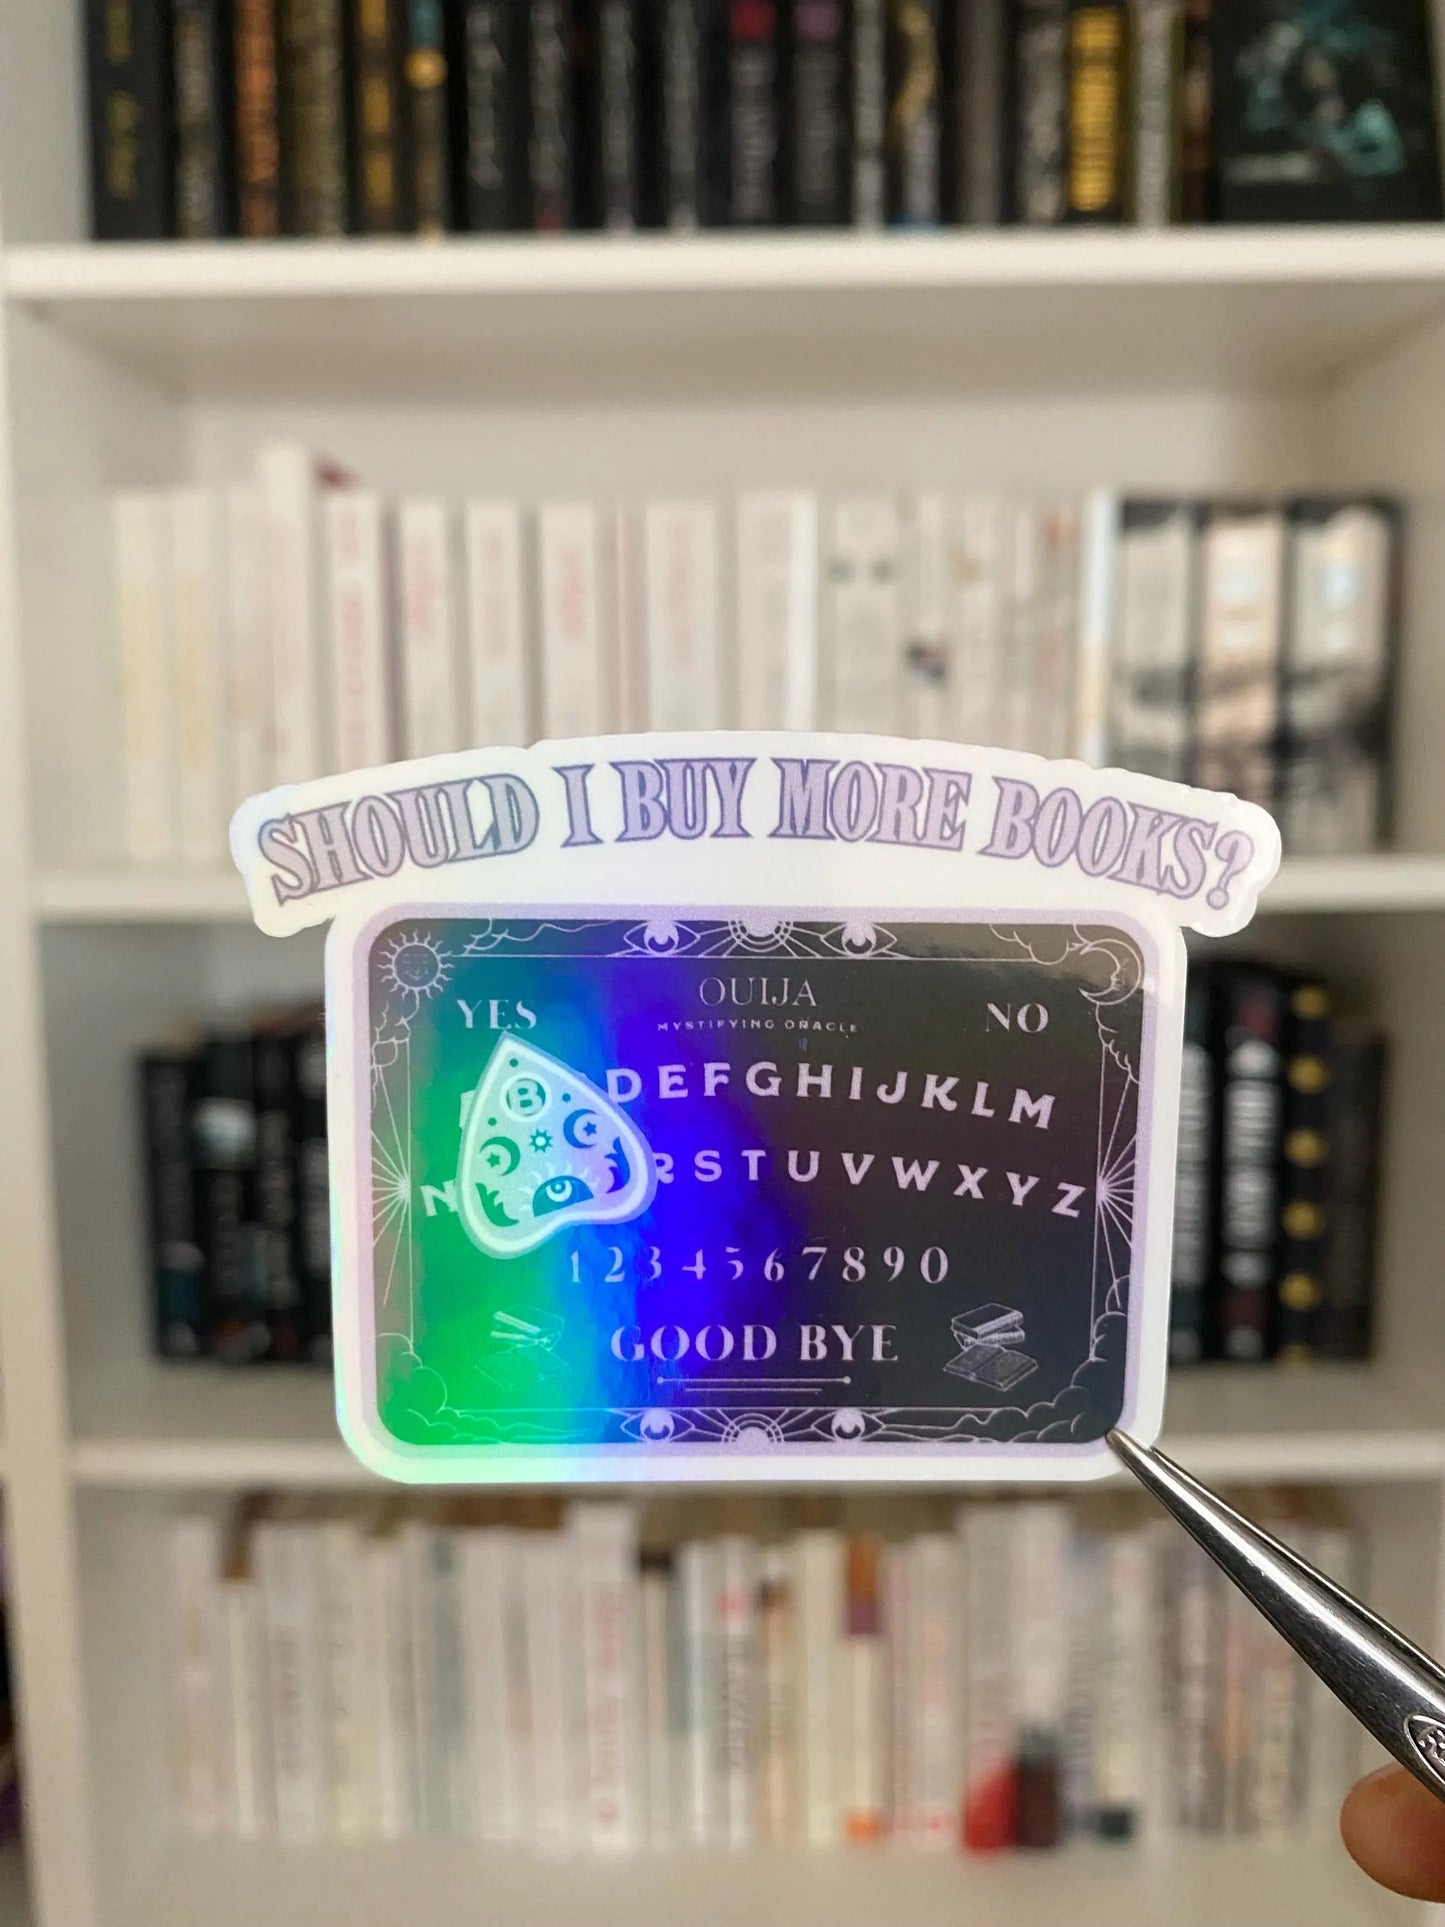 SHOULD I BUY MORE BOOKS?
OUIJA
MYSTIFYING ORACLE
YES NO
B DEFGHIJKLM
N RSTUVWXYZ
1234567890
GOOD BYE